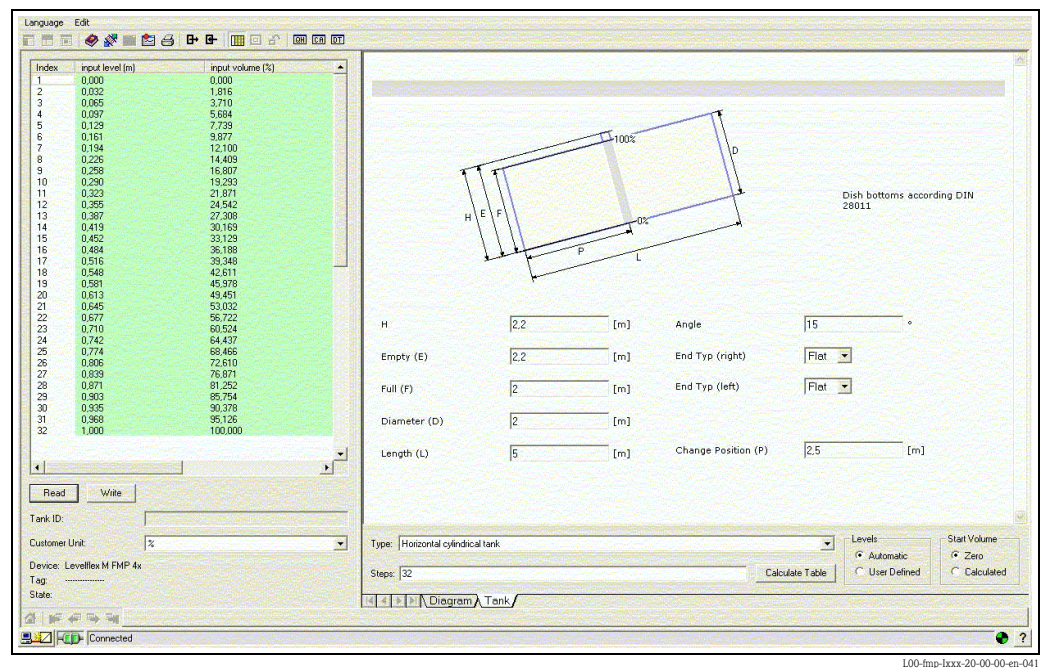 Language Edit
QH CA DT
Index input level (m) input volume (%)
1 0,000 0,000
2 0,032 1,816
3 0,065 3,710
4 0,097 5,684
5 0,129 7,739
6 0,161 9,877
7 0,194 12,100
8 0,226 14,409
9 0,258 16,807
10 0,290 19,293
11 0,323 21,871
12 0,355 24,542
13 0,387 27,308
14 0,419 30,169
15 0,452 33,129
16 0,484 36,188
17 0,516 39,348
18 0,548 42,611
19 0,581 45,978
20 0,613 49,451
21 0,645 53,032
22 0,677 56,722
23 0,710 60,524
24 0,742 64,437
25 0,774 68,466
26 0,806 72,610
27 0,839 76,871
28 0,871 81,252
29 0,903 85,754
30 0,935 90,378
31 0,968 95,126
32 1,000 100,000
Read Write
Tank ID:
Customer Unit: %
Device: Levelflex M FMP 4x
Tag: ----------------
State:
100%
D
H E F
0%
P
L
Dish bottoms according DIN
28011
H 2,2 [m] Angle 15 °
Empty (E) 2,2 [m] End Typ (right) Flat
Full (F) 2 [m] End Typ (left) Flat
Diameter (D) 2 [m]
Length (L) 5 [m] Change Position (P) 2,5 [m]
Type: Horizontal cylindrical tank
Steps: 32 Calculate Table
Levels
Automatic
User Defined
Start Volume
Zero
Calculated
Diagram Tank
Connected
?
L00-fmp-lxxx-20-00-00-en-041